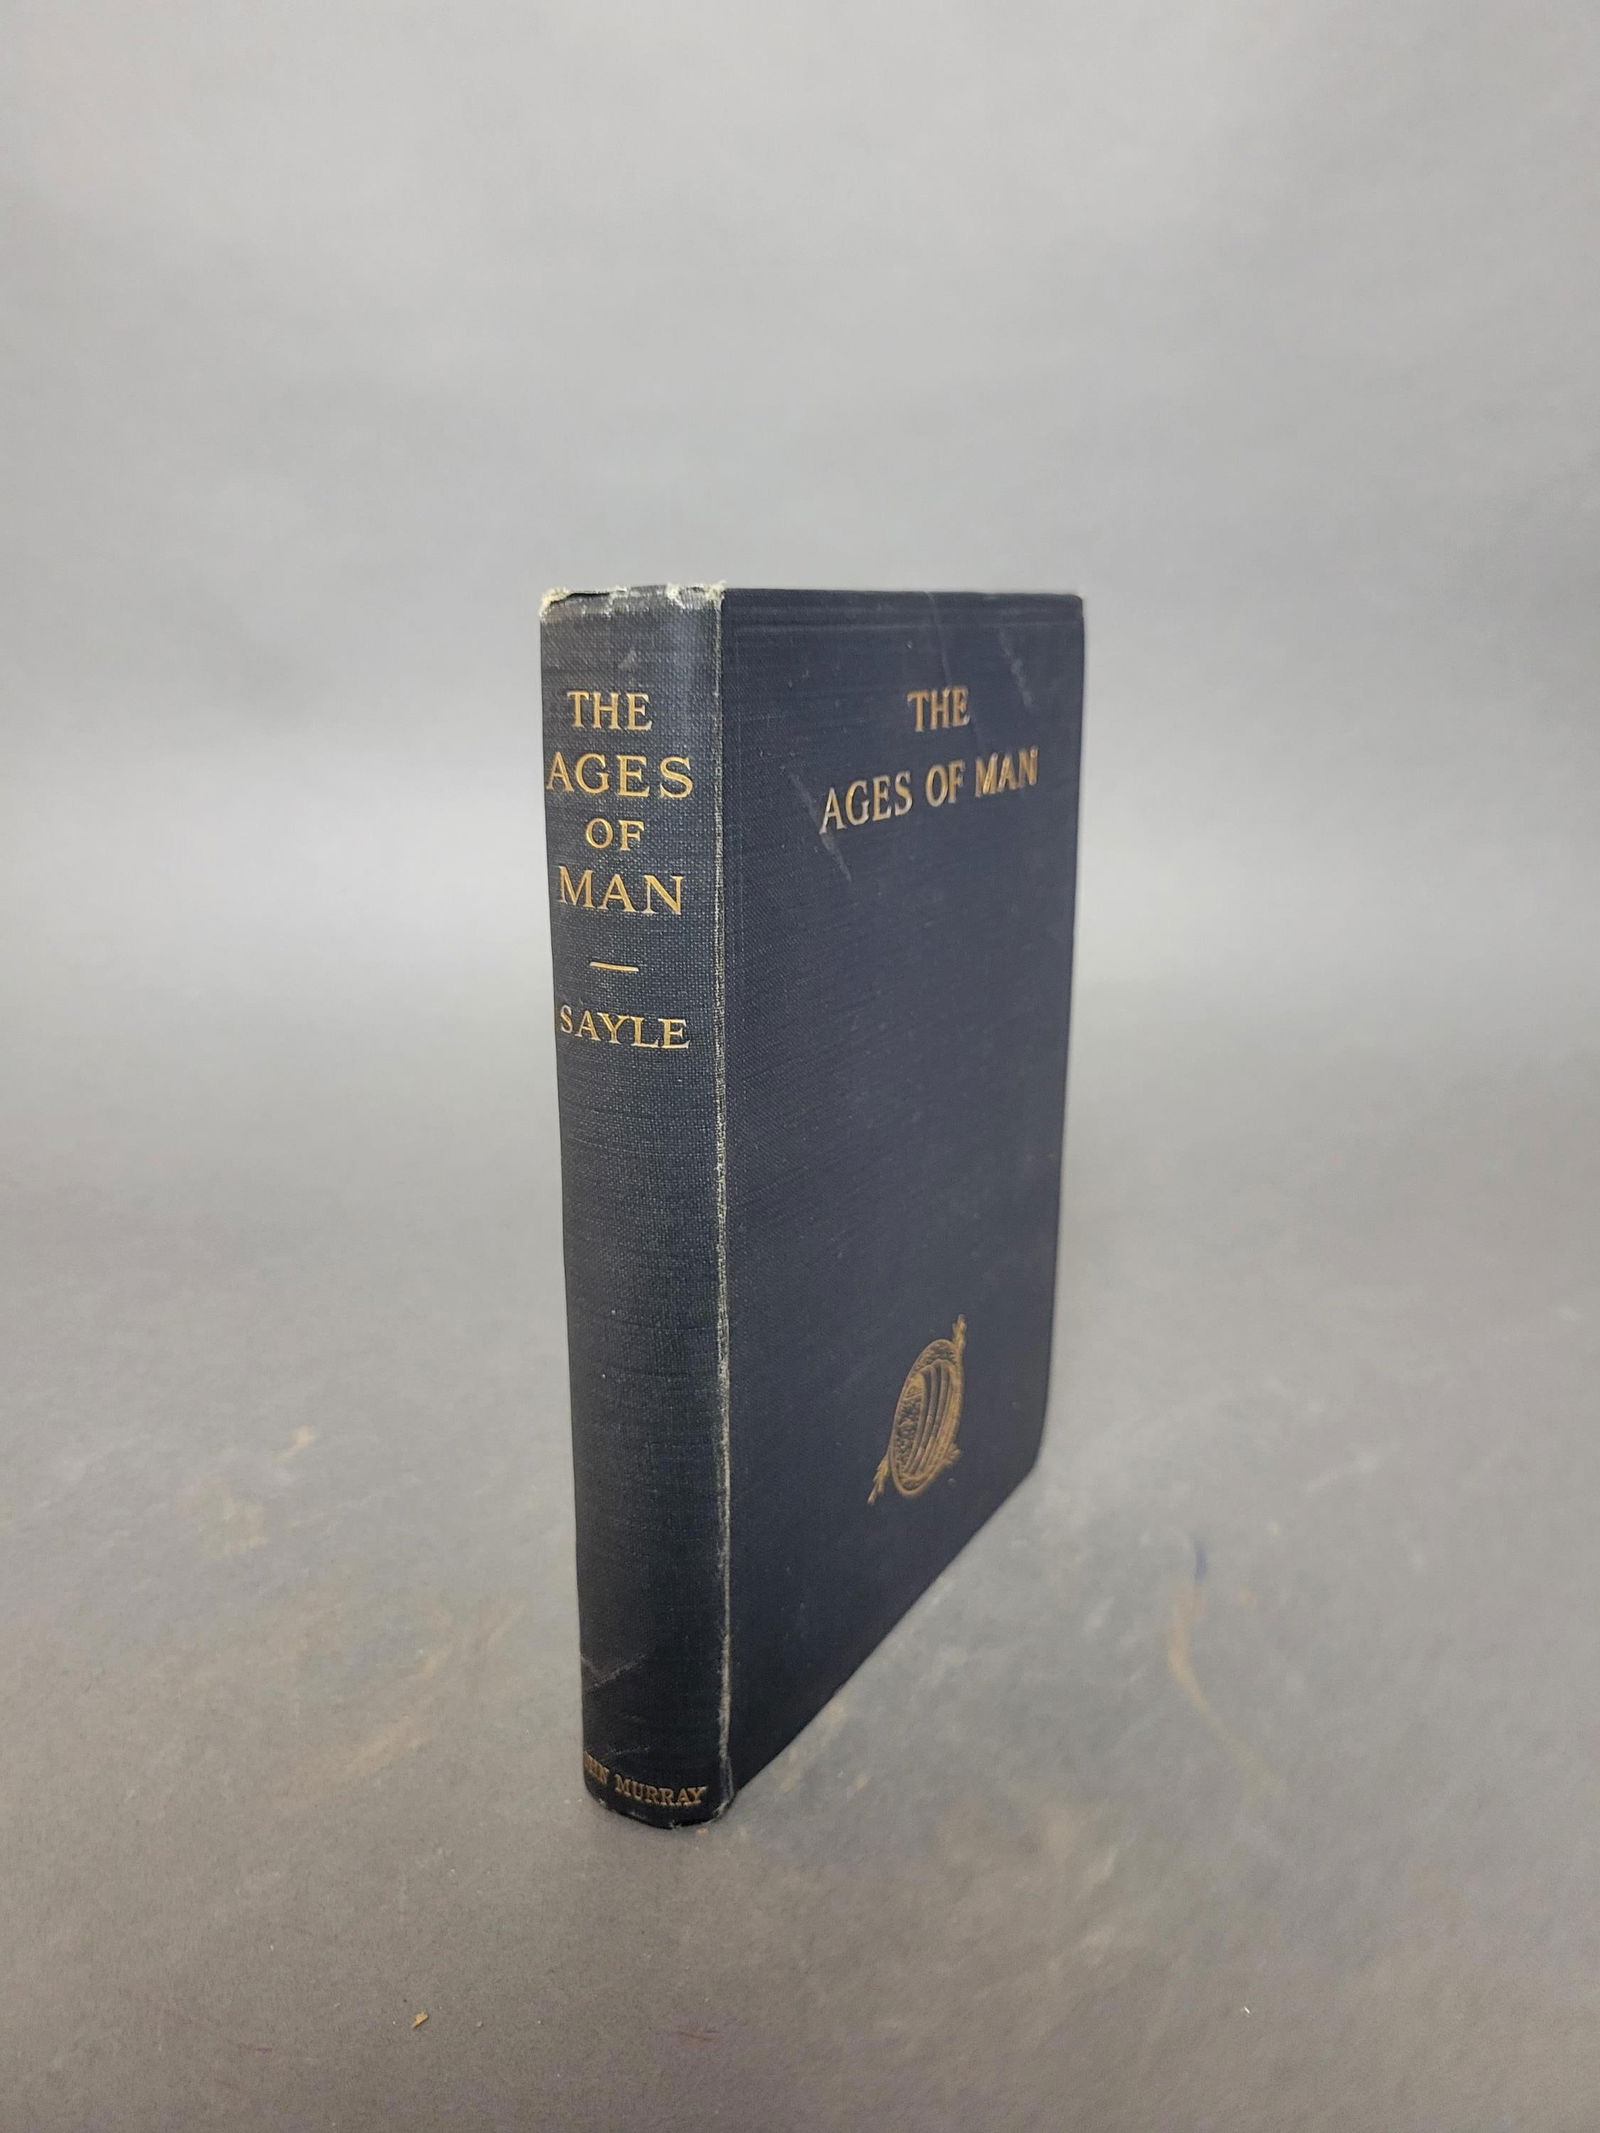 THE
AGES
OF
MAN
SAYLE
MURRAY
THE
AGES OF MAN